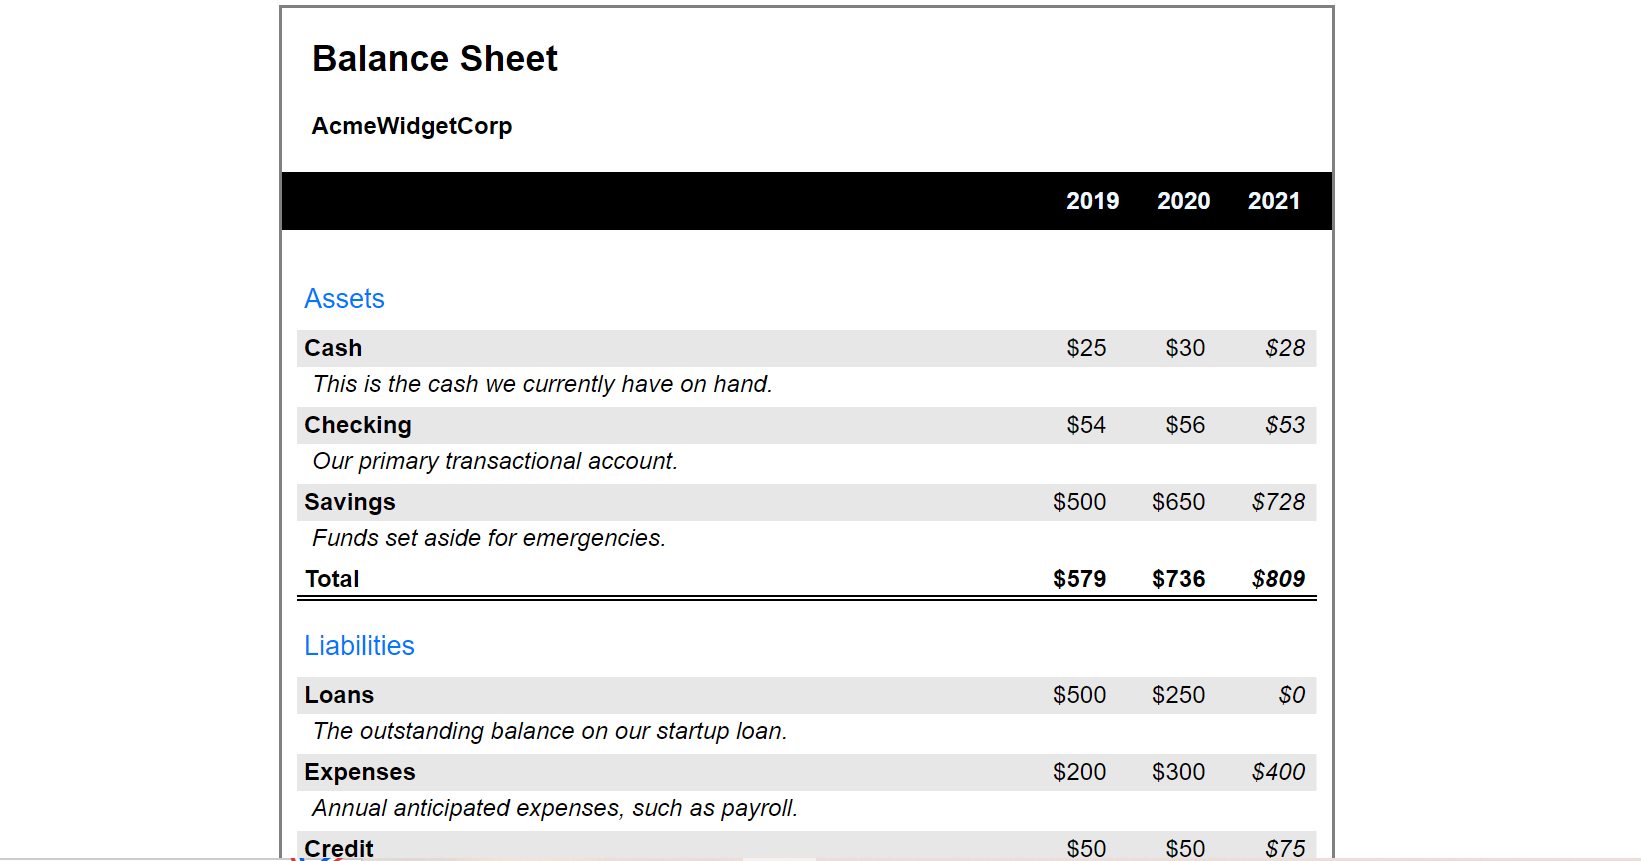 Balance Sheet
AcmeWidgetCorp
2019 2020 2021
Assets
Cash $25 $30 $28
This is the cash we currently have on hand.
Checking $54 $56 $53
Our primary transactional account.
Savings $500 $650 $728
Funds set aside for emergencies.
Total $579 $736 $809
Liabilities
Loans $500 $250 $0
The outstanding balance on our startup loan.
Expenses $200 $300 $400
Annual anticipated expenses, such as payroll.
Credit $50 $50 $75